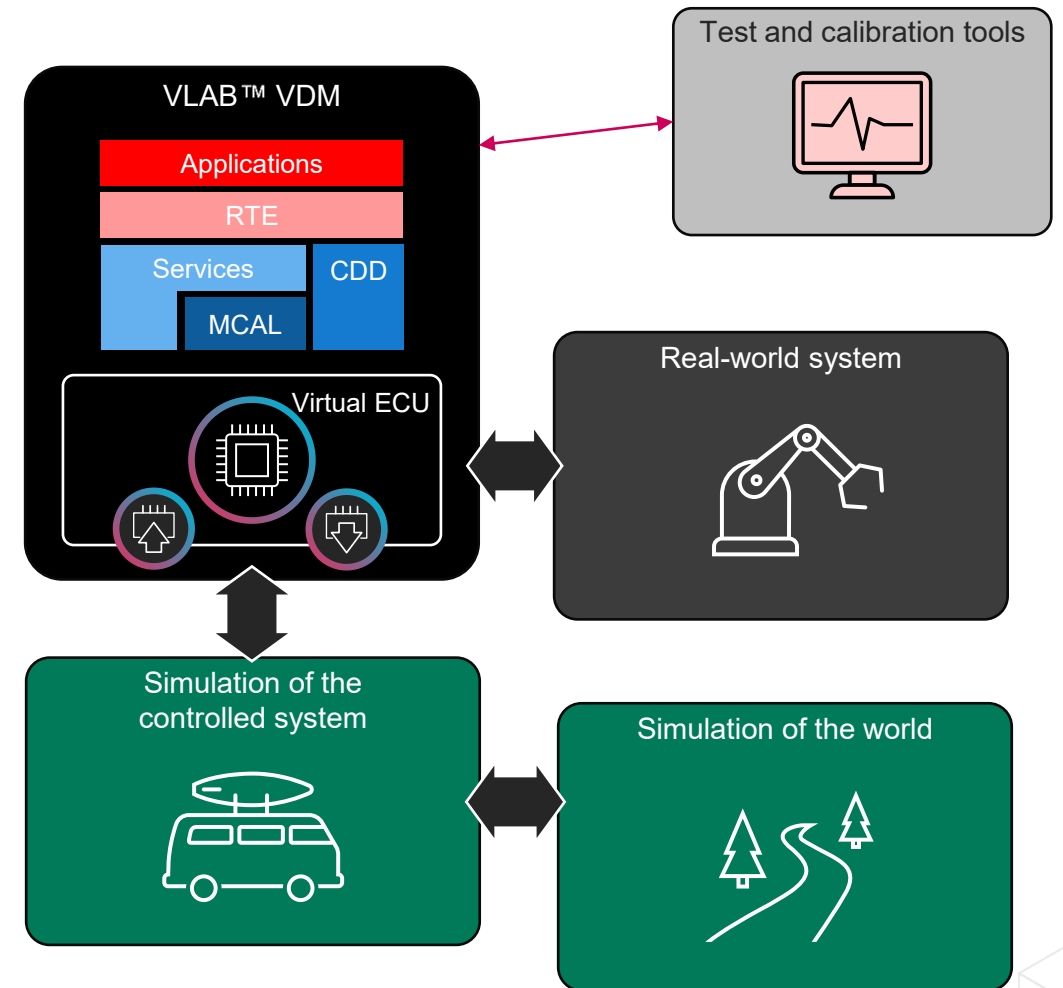 Test and calibration tools
VLAB™ VDM
Applications
RTE
Services
CDD
MCAL
Virtual ECU
Real-world system
Simulation of the
controlled system
Simulation of the world